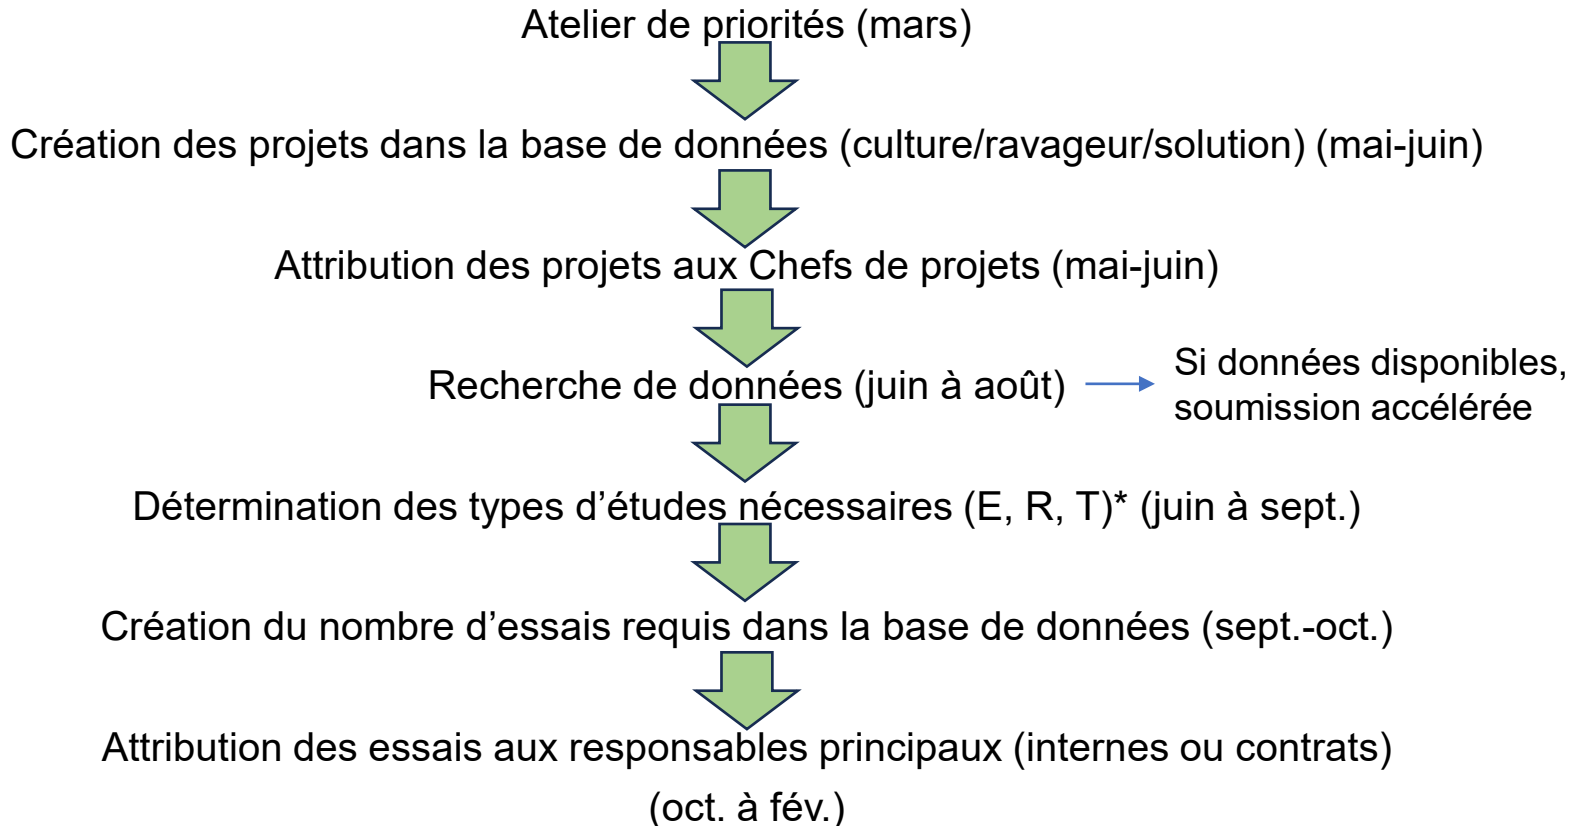 Atelier de priorités (mars)
Création des projets dans la base de données (culture/ravageur/solution) (mai-juin)
Attribution des projets aux Chefs de projets (mai-juin)
Recherche de données (juin à août)
Si données disponibles,
soumission accélérée
Détermination des types d’études nécessaires (E, R, T)* (juin à sept.)
Création du nombre d’essais requis dans la base de données (sept.-oct.)
Attribution des essais aux responsables principaux (internes ou contrats)
(oct. à fév.)